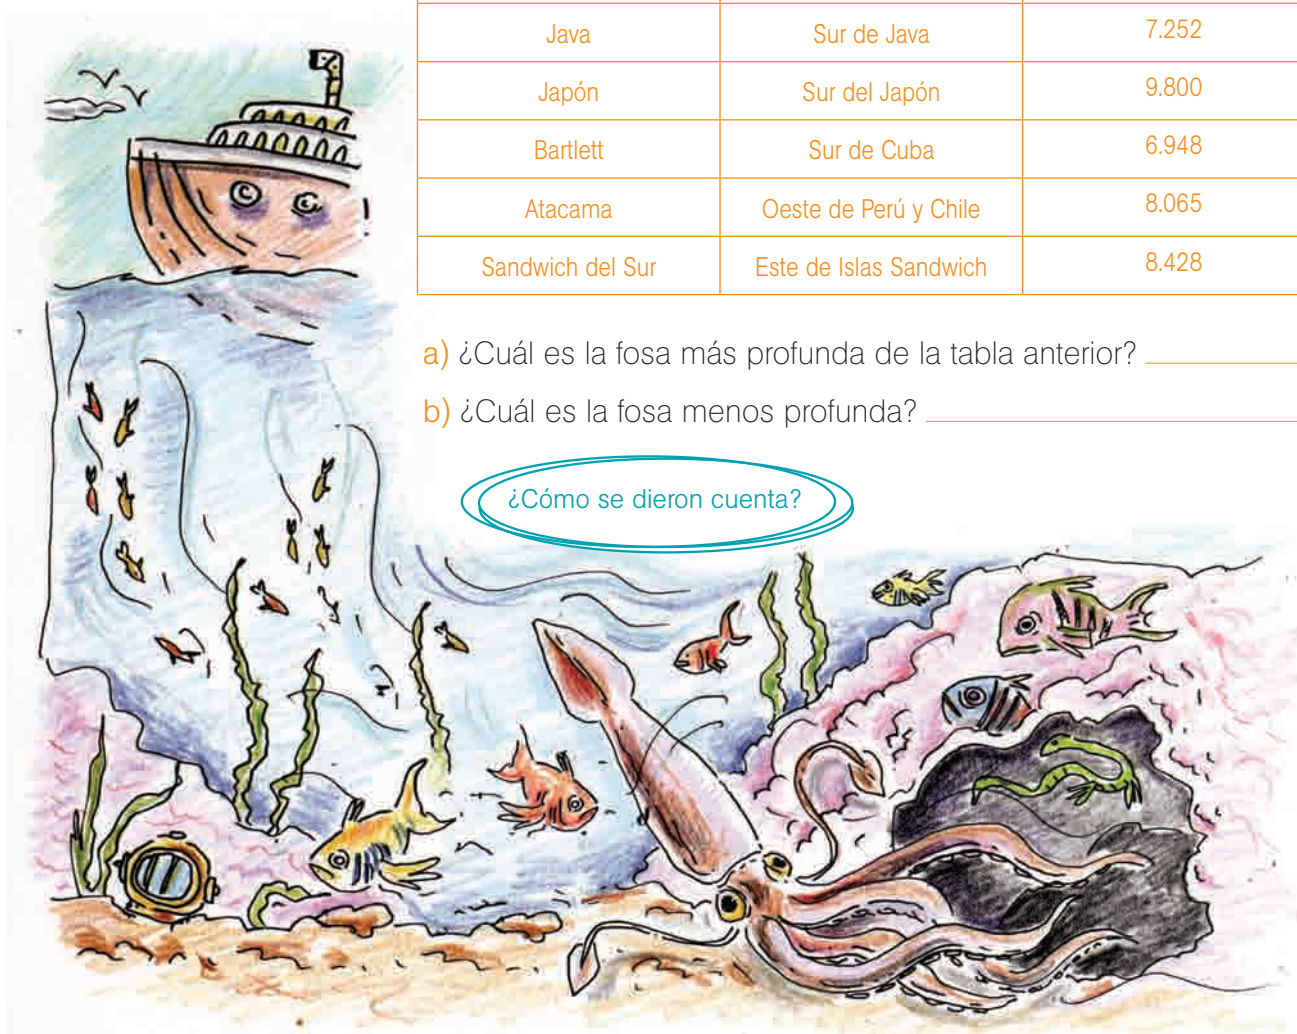 Java Sur de Java 7.252
Japón Sur del Japón 9.800
Bartlett Sur de Cuba 6.948
Atacama Oeste de Perú y Chile 8.065
Sandwich del Sur Este de Islas Sandwich 8.428
a) ¿Cuál es la fosa más profunda de la tabla anterior?
b) ¿Cuál es la fosa menos profunda?
¿Cómo se dieron cuenta?